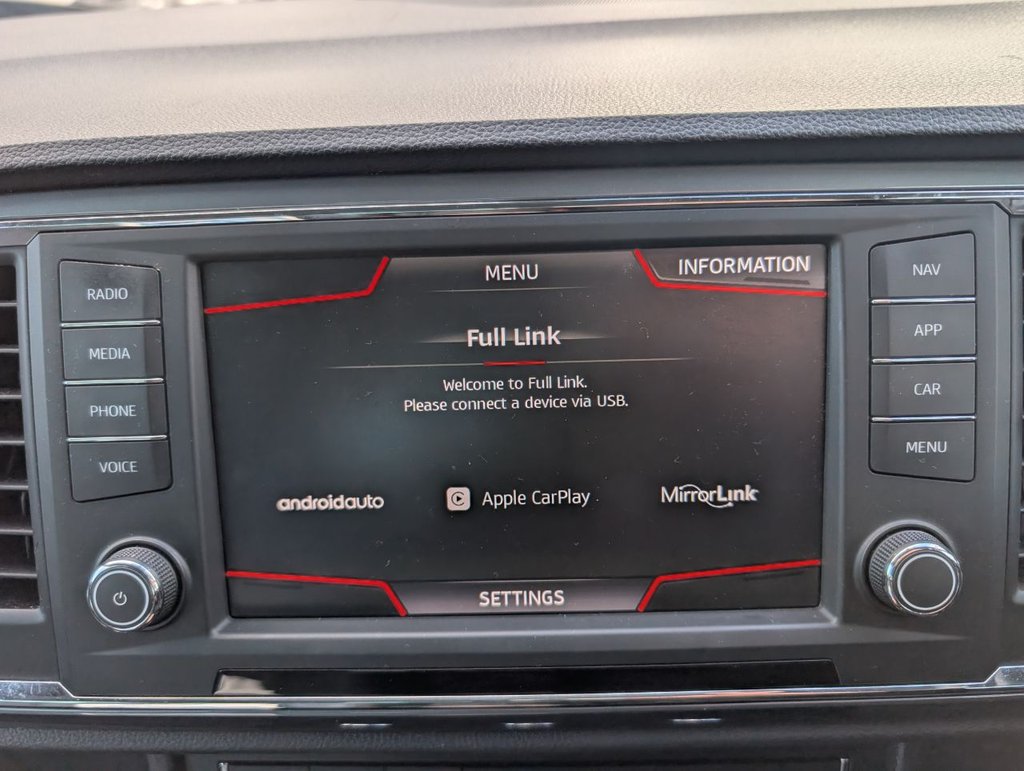 RADIO
MEDIA
PHONE
VOICE
MENU
INFORMATION
Full Link
Welcome to Full Link.
Please connect a device via USB.
androidauto
Apple CarPlay
MirrorLink
SETTINGS
NAV
APP
CAR
MENU